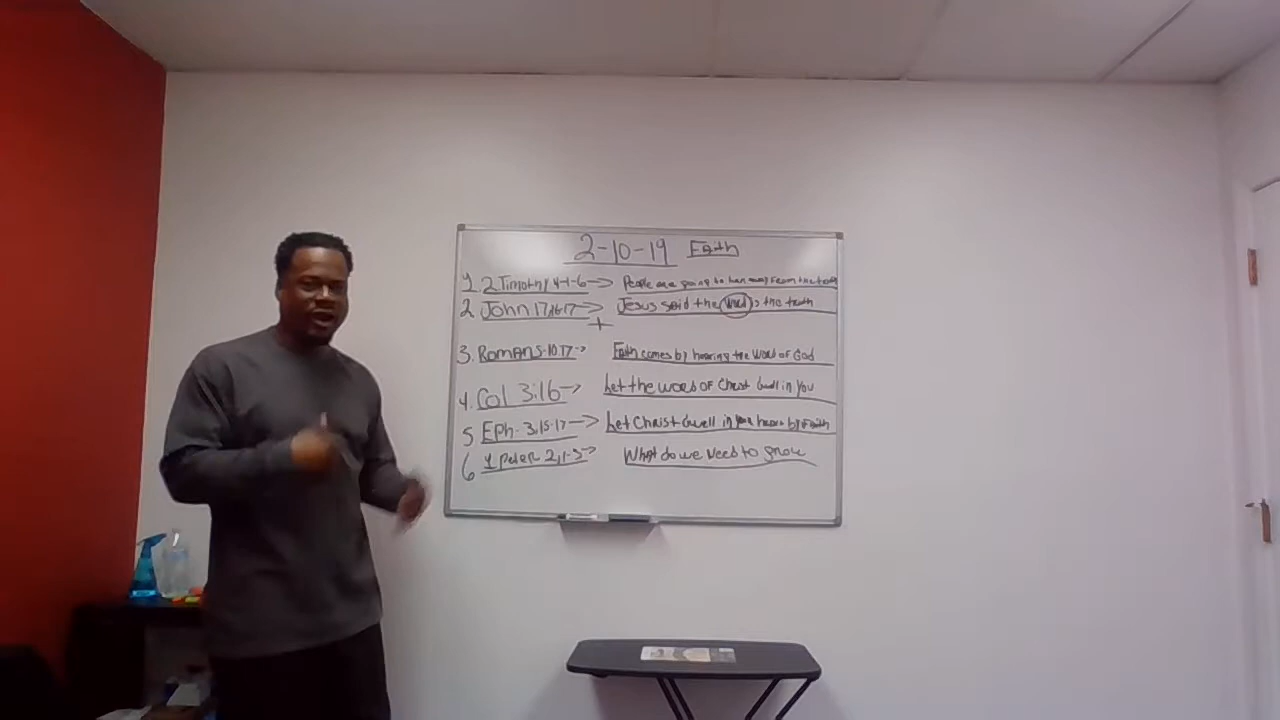 2-10-19 Faith
1. 2 Timothy 4-1-6 → People are going to turn away from the truth
2. John 17,16-17 → Jesus said the word is the truth
+
3. Romans-10,17 → Faith comes by hearing the word of God
4. Col 3:16 → Let the word of Christ dwell in you
5 Eph-3,15-17 → Let Christ dwell in your hearts by Faith
6 1 Peter 2,1-5 → What do we need to grow